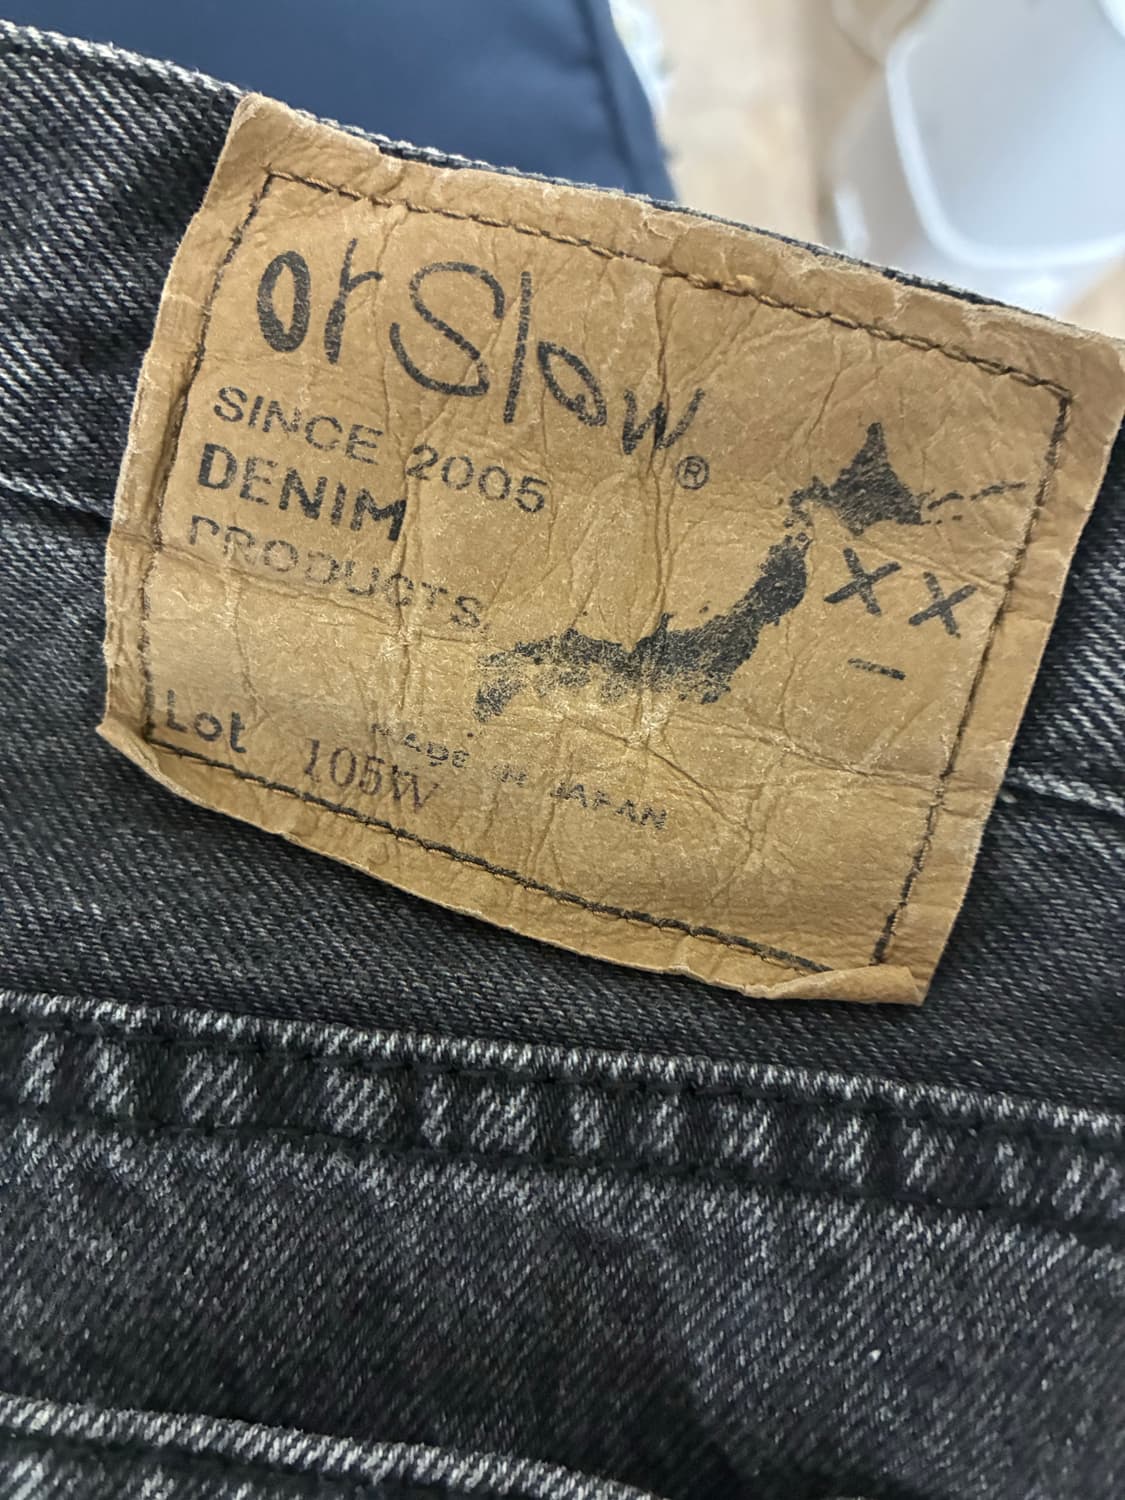 orSlow®
SINCE 2005
DENIM
PRODUCTS
XX
-
MADE IN JAPAN
Lot 105W